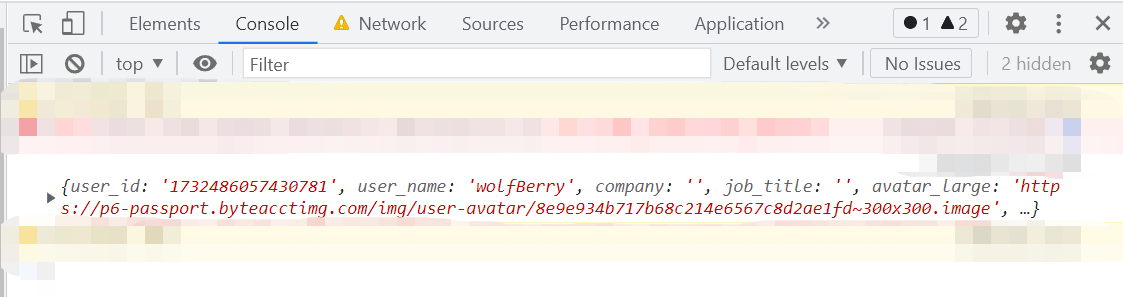 Elements Console Network Sources Performance Application » 1 2
top ▼ Filter Default levels ▼ No Issues 2 hidden
{user_id: '1732486057430781', user_name: 'wolfBerry', company: '', job_title: '', avatar_large: 'http
s://p6-passport.byteacctimg.com/img/user-avatar/8e9e934b717b68c214e6567c8d2ae1fd~300x300.image', …}